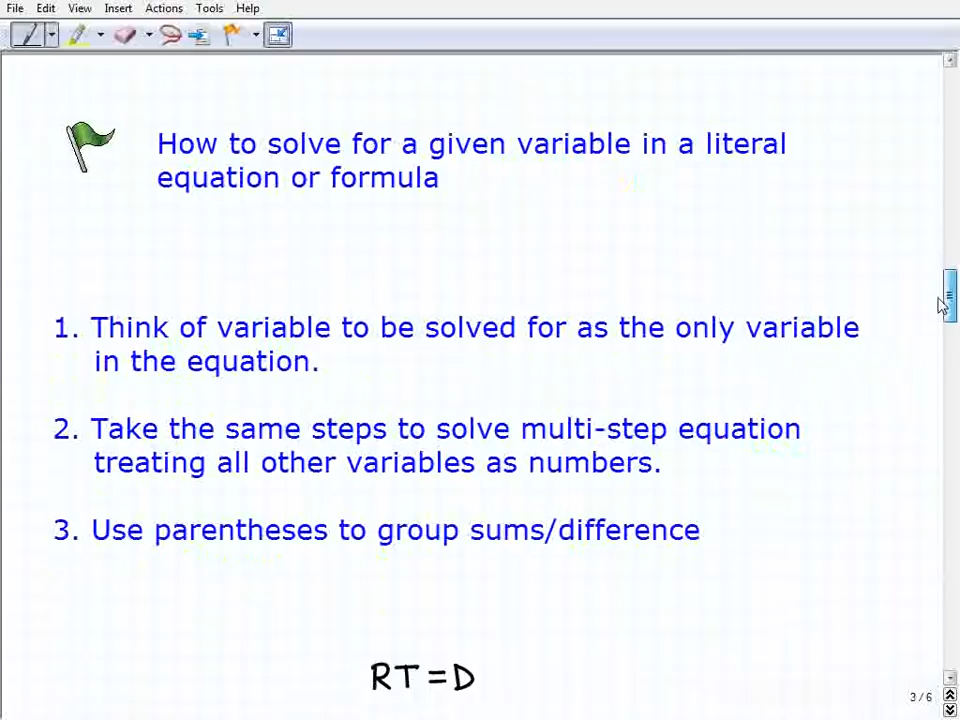 File Edit View Insert Actions Tools Help
How to solve for a given variable in a literal
equation or formula
1. Think of variable to be solved for as the only variable
in the equation.
2. Take the same steps to solve multi-step equation
treating all other variables as numbers.
3. Use parentheses to group sums/difference
RT=D
3/6